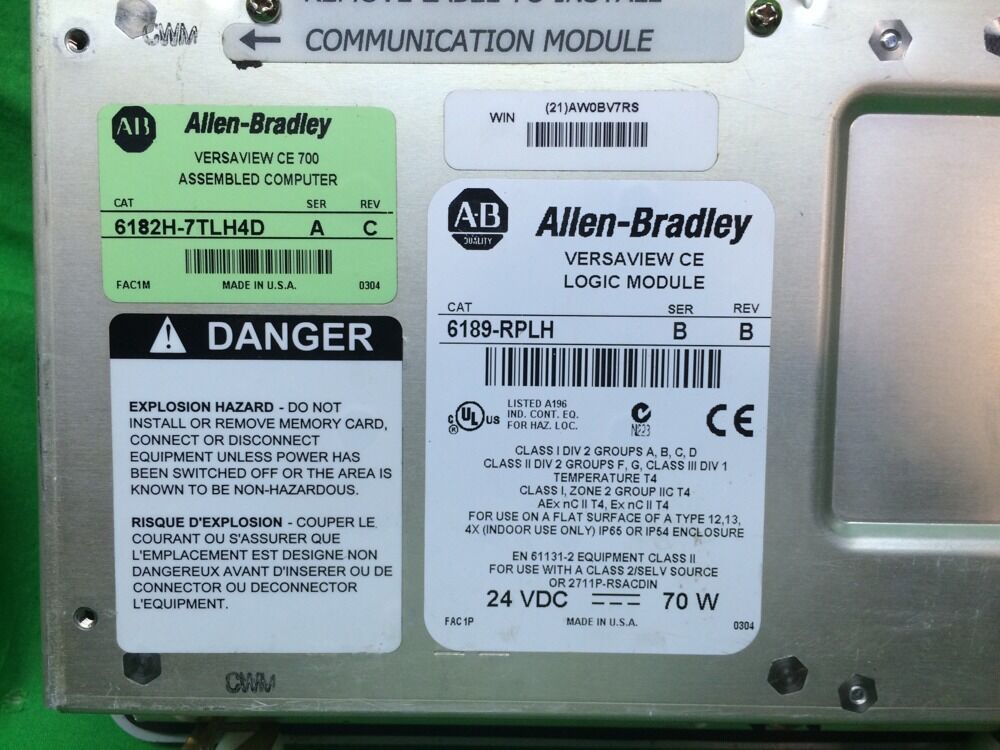 REMOVE LABEL TO INSTALL
COMMUNICATION MODULE
CWM
AB
Allen-Bradley
VERSAVIEW CE 700
ASSEMBLED COMPUTER
CAT SER REV
6182H-7TLH4D A C
FAC1M MADE IN U.S.A. 0304
WIN (21)AW0BV7RS
AB
QUALITY
Allen-Bradley
VERSAVIEW CE
LOGIC MODULE
CAT SER REV
6189-RPLH B B
C UL US
LISTED A196
IND. CONT. EQ.
FOR HAZ. LOC.
N223
CE
CLASS I DIV 2 GROUPS A, B, C, D
CLASS II DIV 2 GROUPS F, G, CLASS III DIV 1
TEMPERATURE T4
CLASS I, ZONE 2 GROUP IIC T4
AEx nC II T4, Ex nC II T4
FOR USE ON A FLAT SURFACE OF A TYPE 12,13,
4X (INDOOR USE ONLY) IP65 OR IP54 ENCLOSURE
EN 61131-2 EQUIPMENT CLASS II
FOR USE WITH A CLASS 2/SELV SOURCE
OR 2711P-RSACDIN
24 VDC 70 W
FAC1P MADE IN U.S.A. 0304
DANGER
EXPLOSION HAZARD - DO NOT
INSTALL OR REMOVE MEMORY CARD,
CONNECT OR DISCONNECT
EQUIPMENT UNLESS POWER HAS
BEEN SWITCHED OFF OR THE AREA IS
KNOWN TO BE NON-HAZARDOUS.
RISQUE D'EXPLOSION - COUPER LE
COURANT OU S'ASSURER QUE
L'EMPLACEMENT EST DESIGNE NON
DANGEREUX AVANT D'INSERER OU DE
CONNECTOR OU DECONNECTOR
L'EQUIPMENT.
CWM